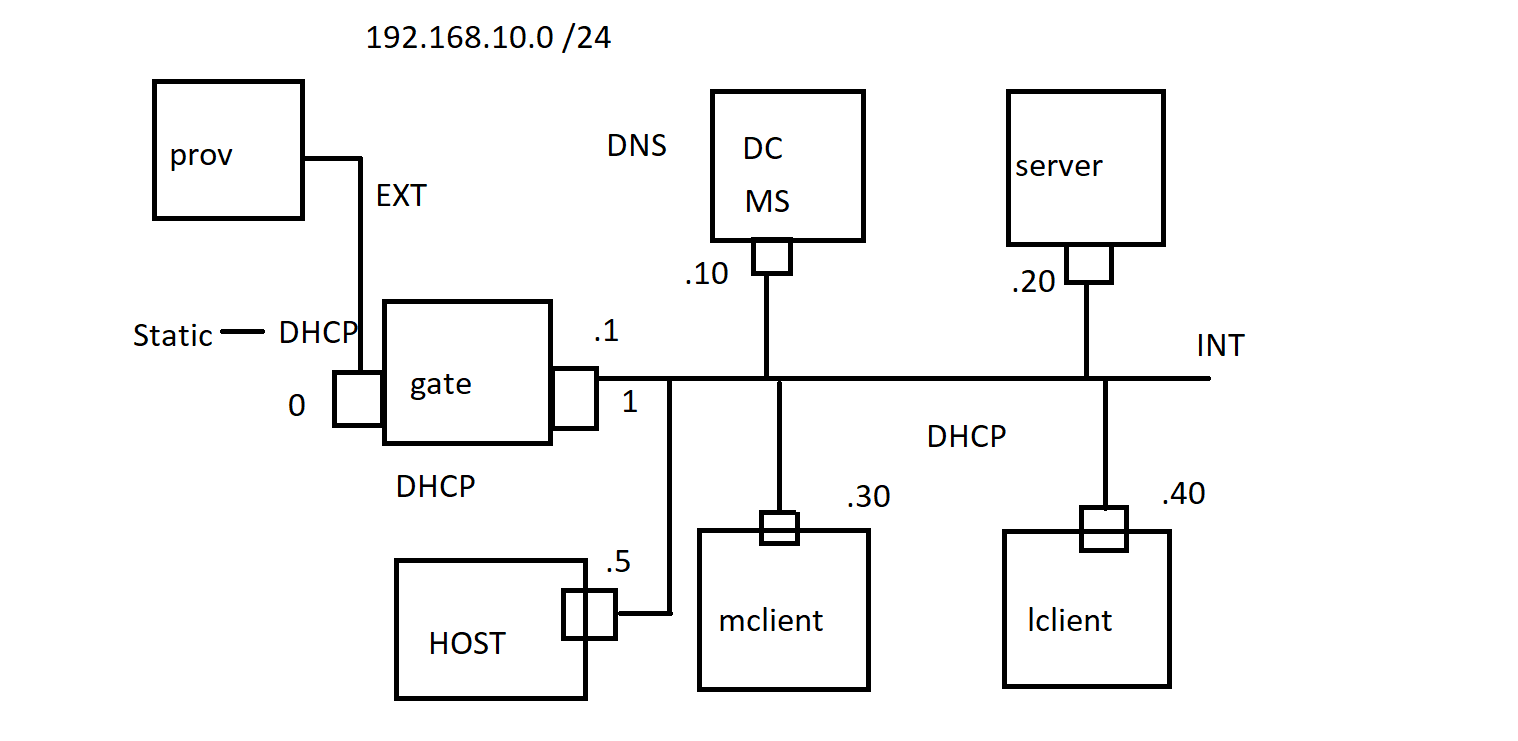 192.168.10.0 /24
prov
EXT
DNS
DC
MS
server
.10
.20
Static
DHCP
.1
INT
gate
0
1
DHCP
DHCP
.30
.40
.5
HOST
mclient
lclient